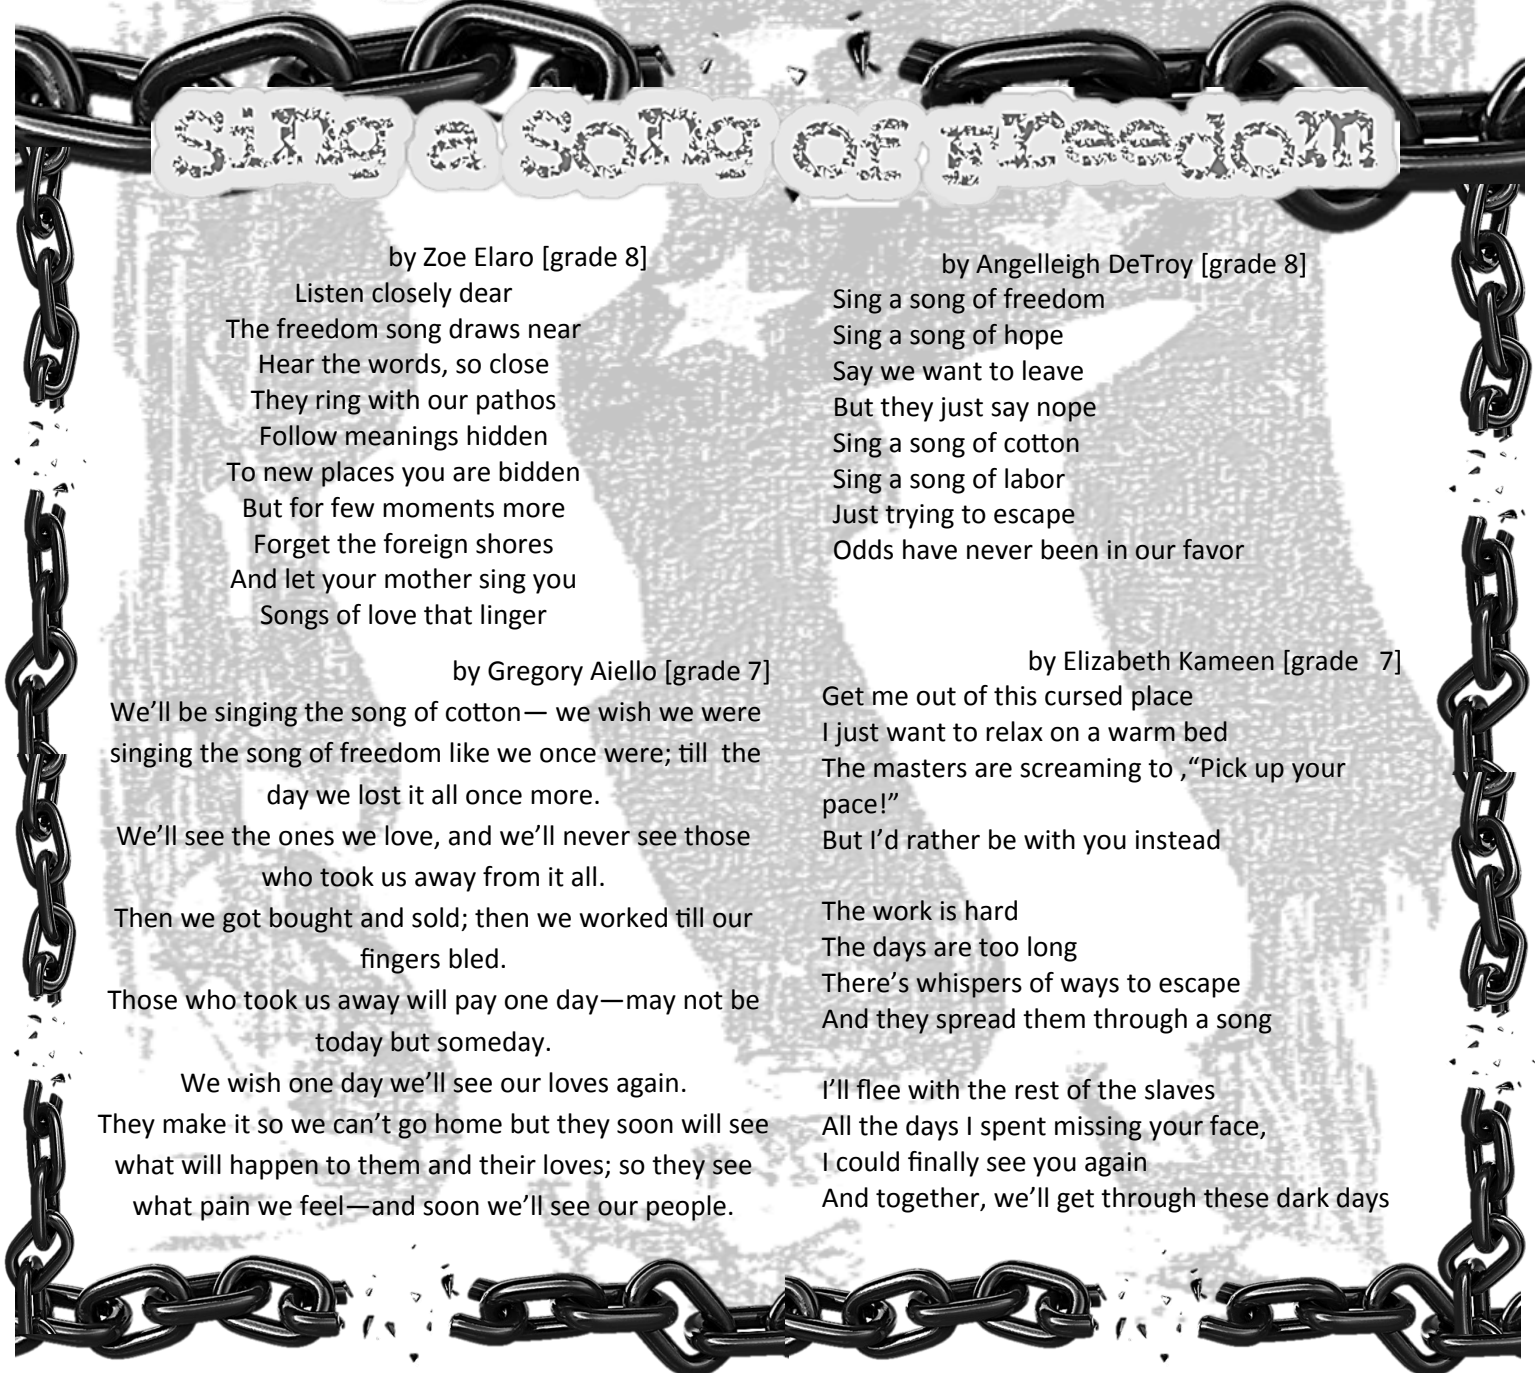 Sing a Song of Freedom
by Zoe Elaro [grade 8]
Listen closely dear
The freedom song draws near
Hear the words, so close
They ring with our pathos
Follow meanings hidden
To new places you are bidden
But for few moments more
Forget the foreign shores
And let your mother sing you
Songs of love that linger
by Gregory Aiello [grade 7]
We’ll be singing the song of cotton— we wish we were
singing the song of freedom like we once were; till  the
day we lost it all once more.
We’ll see the ones we love, and we’ll never see those
who took us away from it all.
Then we got bought and sold; then we worked till our
fingers bled.
Those who took us away will pay one day—may not be
today but someday.
We wish one day we’ll see our loves again.
They make it so we can’t go home but they soon will see
what will happen to them and their loves; so they see
what pain we feel—and soon we’ll see our people.
by Angelleigh DeTroy [grade 8]
Sing a song of freedom
Sing a song of hope
Say we want to leave
But they just say nope
Sing a song of cotton
Sing a song of labor
Just trying to escape
Odds have never been in our favor
by Elizabeth Kameen [grade   7]
Get me out of this cursed place
I just want to relax on a warm bed
The masters are screaming to ,“Pick up your
pace!”
But I’d rather be with you instead
The work is hard
The days are too long
There’s whispers of ways to escape
And they spread them through a song
I’ll flee with the rest of the slaves
All the days I spent missing your face,
I could finally see you again
And together, we’ll get through these dark days